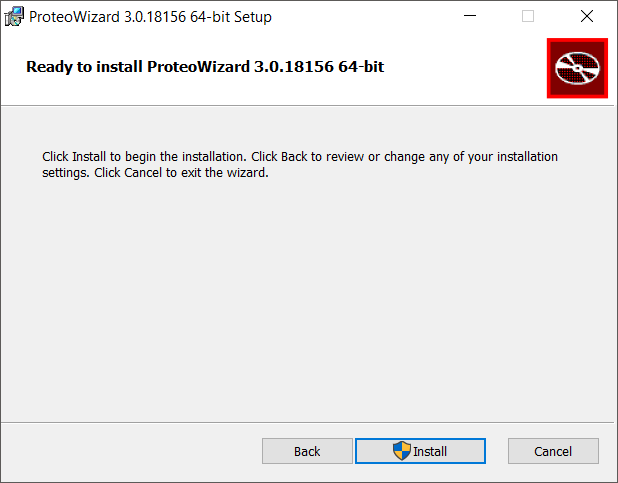 ProteoWizard 3.0.18156 64-bit Setup
Ready to install ProteoWizard 3.0.18156 64-bit
Click Install to begin the installation. Click Back to review or change any of your installation
settings. Click Cancel to exit the wizard.
Back
Install
Cancel